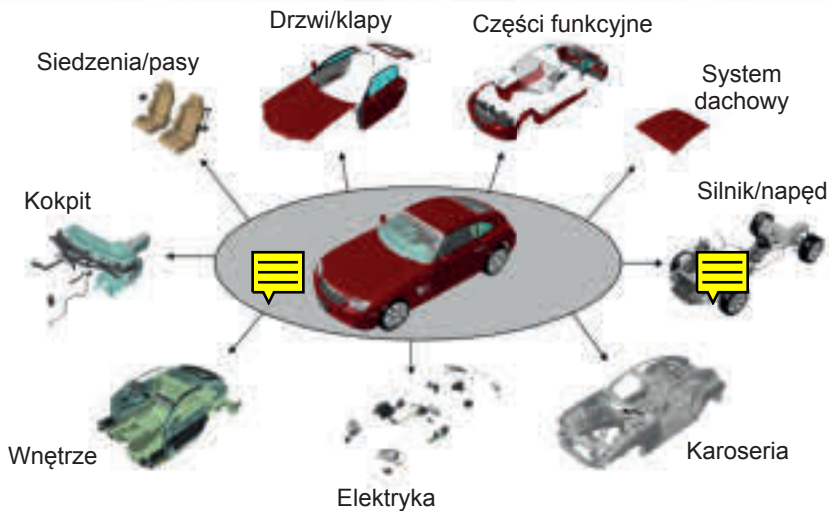 Drzwi/klapy
Części funkcyjne
Siedzenia/pasy
System
dachowy
Kokpit
Silnik/napęd
Wnętrze
Karoseria
Elektryka